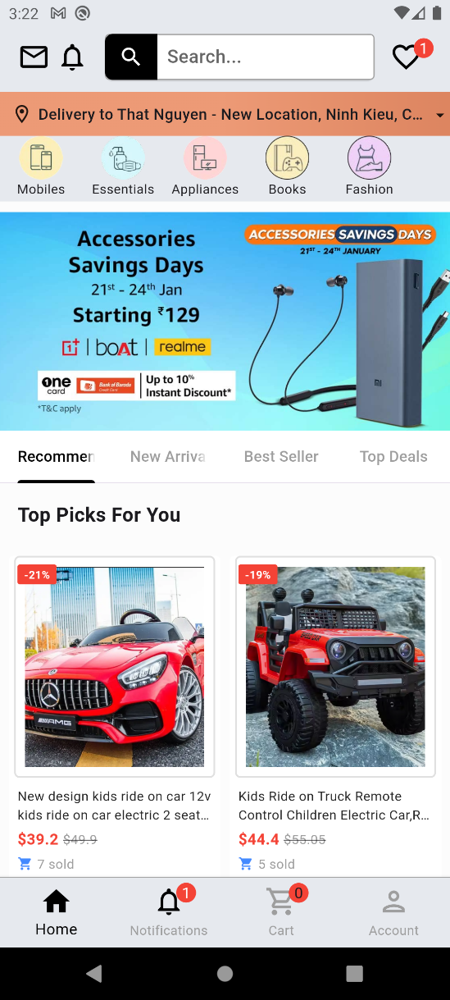 3:22
Search...
1
Delivery to That Nguyen - New Location, Ninh Kieu, C...
Mobiles
Essentials
Appliances
Books
Fashion
Accessories
Savings Days
21st - 24th Jan
Starting ₹129
1+ | boAt | realme
one card
Bank of Baroda
Credit Card
Up to 10%
Instant Discount*
*T&C apply
ACCESSORIES SAVINGS DAYS
21ST - 24TH JANUARY
mi
Recommen
New Arriva
Best Seller
Top Deals
Top Picks For You
-21%
AMG
-19%
New design kids ride on car 12v
kids ride on car electric 2 seat...
$39.2 $49.9
7 sold
Kids Ride on Truck Remote
Control Children Electric Car,R...
$44.4 $55.05
5 sold
Home
1
Notifications
0
Cart
Account